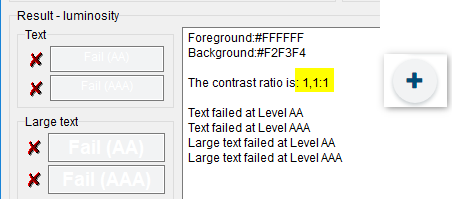 Result - luminosity
Text
Fail (AA)
Fail (AAA)
Large text
Fail (AA)
Fail (AAA)
Foreground:#FFFFFF
Background:#F2F3F4
The contrast ratio is: 1,1:1
Text failed at Level AA
Text failed at Level AAA
Large text failed at Level AA
Large text failed at Level AAA